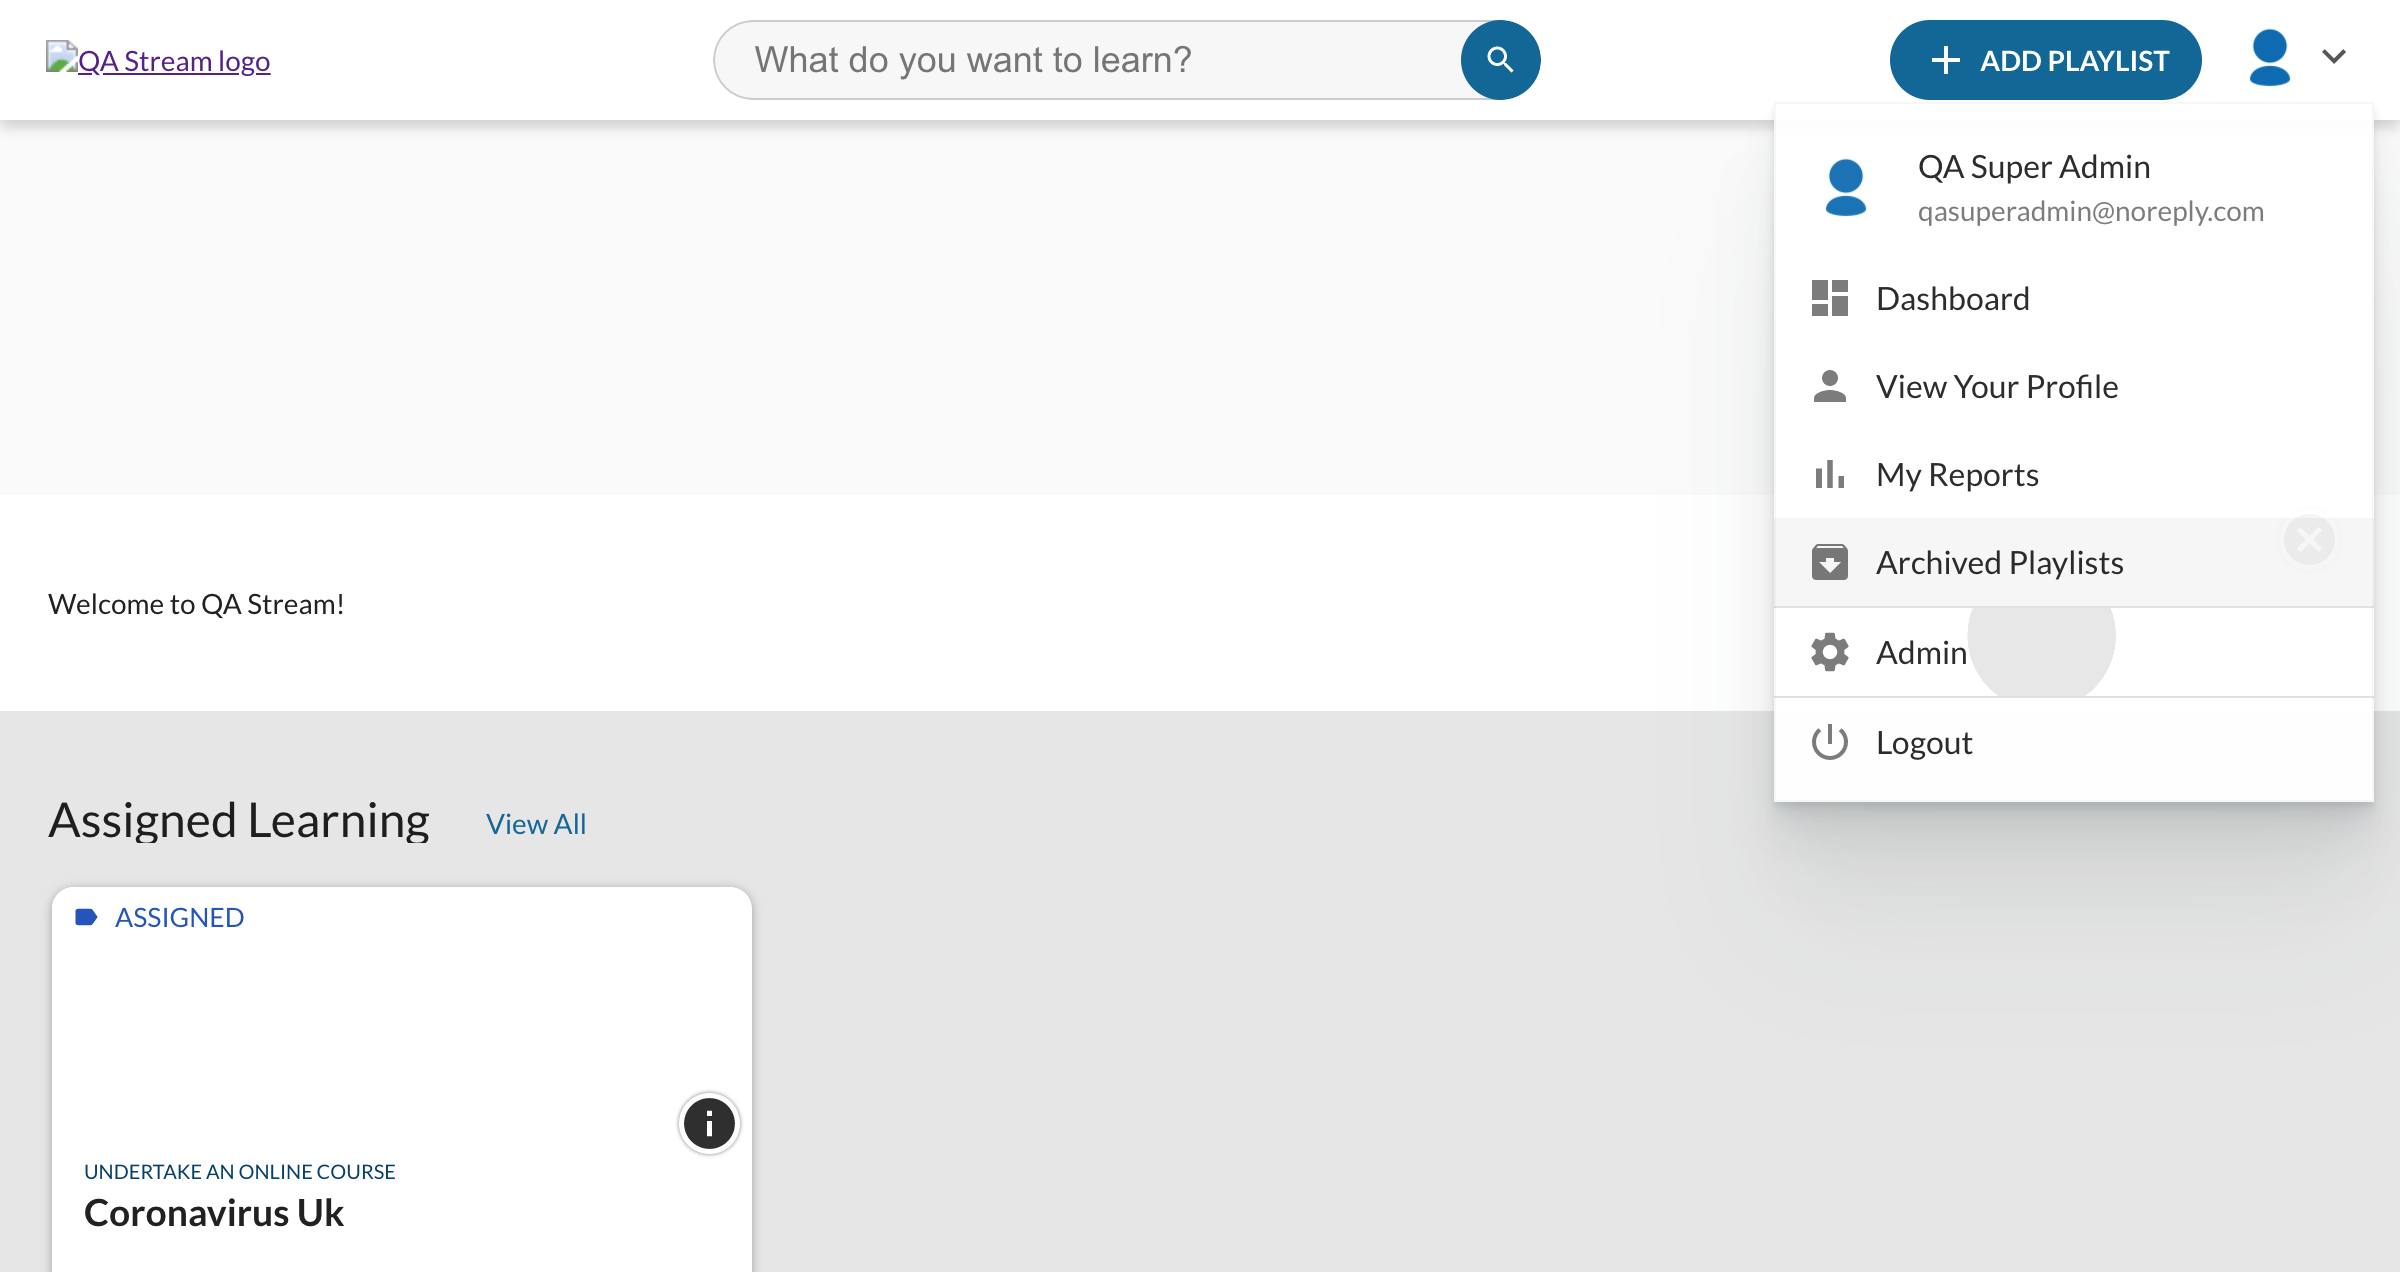 QA Stream logo
What do you want to learn?
ADD PLAYLIST
QA Super Admin
qasuperadmin@noreply.com
Dashboard
View Your Profile
My Reports
Archived Playlists
Admin
Logout
Welcome to QA Stream!
Assigned Learning View All
ASSIGNED
UNDERTAKE AN ONLINE COURSE
Coronavirus Uk